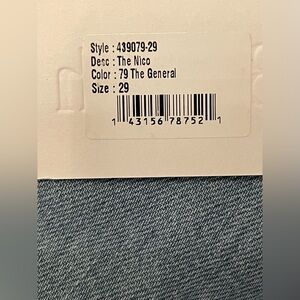 Style : 439079-29
Desc : The Nico
Color : 79 The General
Size : 29
1 43156 78752 1